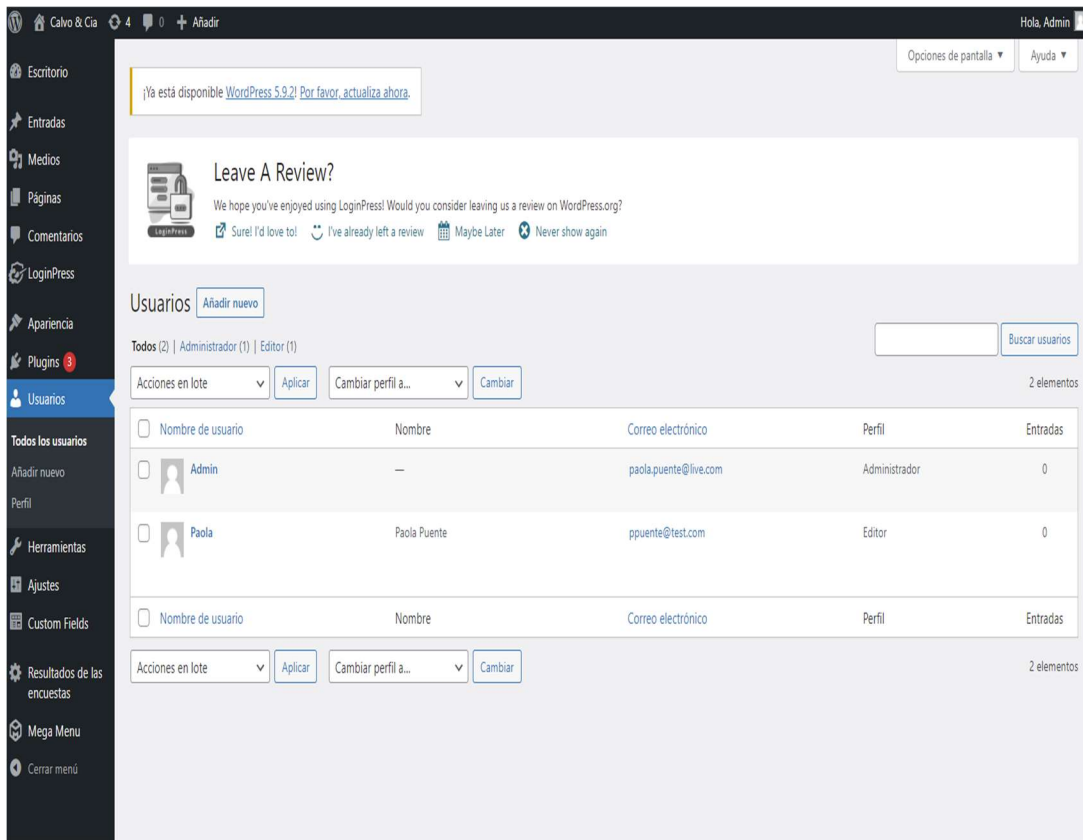 Calvo & Cia 4 0 Añadir Hola, Admin
Opciones de pantalla Ayuda
Escritorio
Entradas
Medios
Páginas
Comentarios
LoginPress
Apariencia
Plugins 3
Usuarios
Todos los usuarios
Añadir nuevo
Perfil
Herramientas
Ajustes
Custom Fields
Resultados de las
encuestas
Mega Menu
Cerrar menú
¡Ya está disponible WordPress 5.9.2! Por favor, actualiza ahora.
LoginPress
Leave A Review?
We hope you've enjoyed using LoginPress! Would you consider leaving us a review on WordPress.org?
Sure! I'd love to! I've already left a review Maybe Later Never show again
Usuarios Añadir nuevo
Todos (2) | Administrador (1) | Editor (1)
Buscar usuarios
Acciones en lote Aplicar Cambiar perfil a... Cambiar 2 elementos
Nombre de usuario Nombre Correo electrónico Perfil Entradas
Admin — paola.puente@live.com Administrador 0
Paola Paola Puente ppuente@test.com Editor 0
Nombre de usuario Nombre Correo electrónico Perfil Entradas
Acciones en lote Aplicar Cambiar perfil a... Cambiar 2 elementos